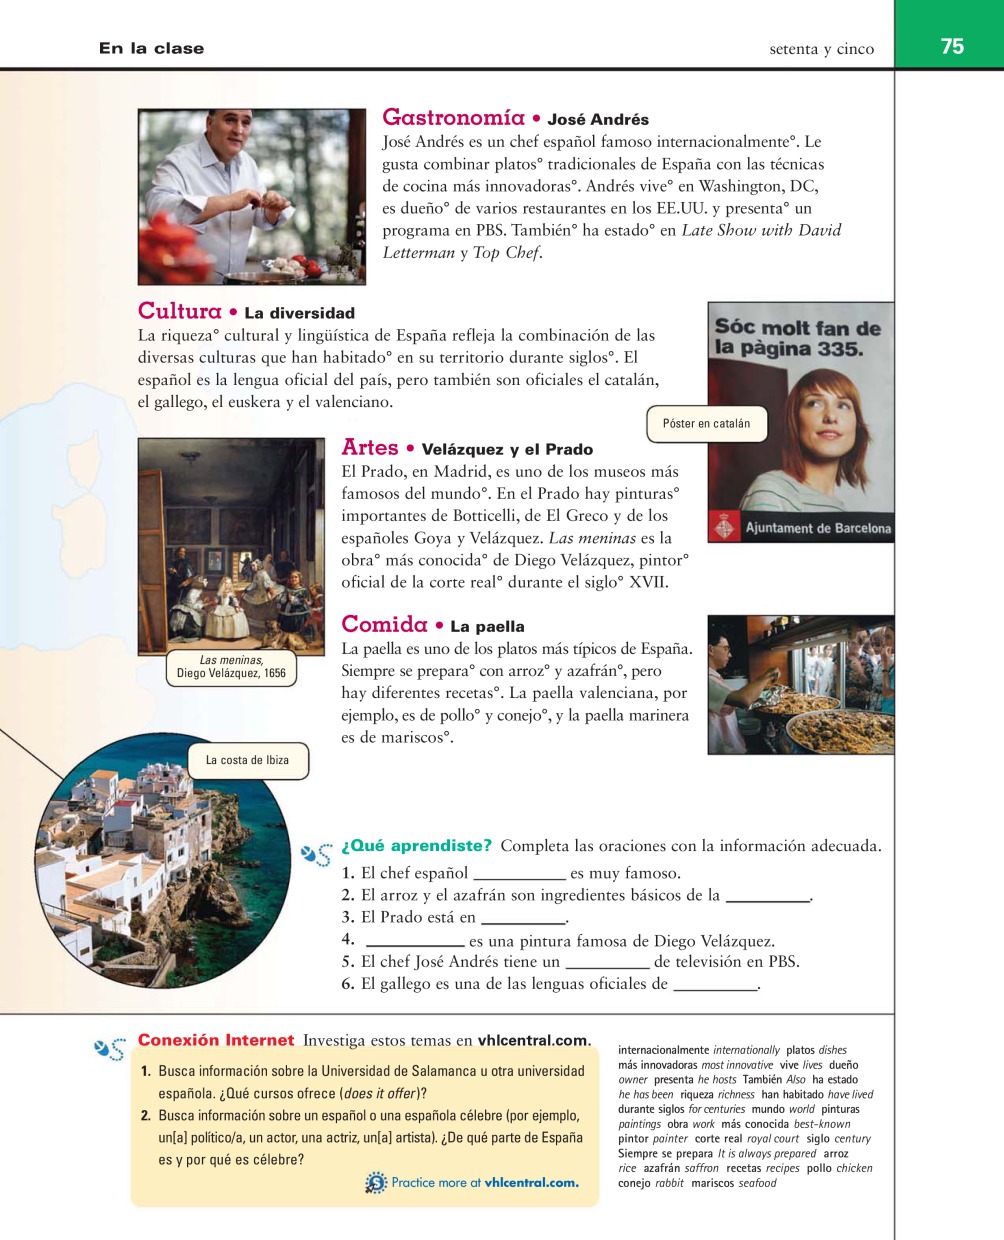 En la clase
setenta y cinco
75
Gastronomía • José Andrés
José Andrés es un chef español famoso internacionalmente°. Le
gusta combinar platos° tradicionales de España con las técnicas
de cocina más innovadoras°. Andrés vive° en Washington, DC,
es dueño° de varios restaurantes en los EE.UU. y presenta° un
programa en PBS. También° ha estado° en Late Show with David
Letterman y Top Chef.
Cultura • La diversidad
La riqueza° cultural y lingüística de España refleja la combinación de las
diversas culturas que han habitado° en su territorio durante siglos°. El
español es la lengua oficial del país, pero también son oficiales el catalán,
el gallego, el euskera y el valenciano.
Sóc molt fan de
la pàgina 335.
Póster en catalán
Ajuntament de Barcelona
Artes • Velázquez y el Prado
El Prado, en Madrid, es uno de los museos más
famosos del mundo°. En el Prado hay pinturas°
importantes de Botticelli, de El Greco y de los
españoles Goya y Velázquez. Las meninas es la
obra° más conocida° de Diego Velázquez, pintor°
oficial de la corte real° durante el siglo° XVII.
Las meninas,
Diego Velázquez, 1656
Comida • La paella
La paella es uno de los platos más típicos de España.
Siempre se prepara° con arroz° y azafrán°, pero
hay diferentes recetas°. La paella valenciana, por
ejemplo, es de pollo° y conejo°, y la paella marinera
es de mariscos°.
La costa de Ibiza
¿Qué aprendiste? Completa las oraciones con la información adecuada.
1. El chef español __________ es muy famoso.
2. El arroz y el azafrán son ingredientes básicos de la __________.
3. El Prado está en __________.
4. __________ es una pintura famosa de Diego Velázquez.
5. El chef José Andrés tiene un __________ de televisión en PBS.
6. El gallego es una de las lenguas oficiales de __________.
Conexión Internet Investiga estos temas en vhlcentral.com.
1. Busca información sobre la Universidad de Salamanca u otra universidad
española. ¿Qué cursos ofrece (does it offer)?
2. Busca información sobre un español o una española célebre (por ejemplo,
un[a] político/a, un actor, una actriz, un[a] artista). ¿De qué parte de España
es y por qué es célebre?
Practice more at vhlcentral.com.
internacionalmente internationally platos dishes
más innovadoras most innovative vive lives dueño
owner presenta he hosts También Also ha estado
he has been riqueza richness han habitado have lived
durante siglos for centuries mundo world pinturas
paintings obra work más conocida best-known
pintor painter corte real royal court siglo century
Siempre se prepara It is always prepared arroz
rice azafrán saffron recetas recipes pollo chicken
conejo rabbit mariscos seafood